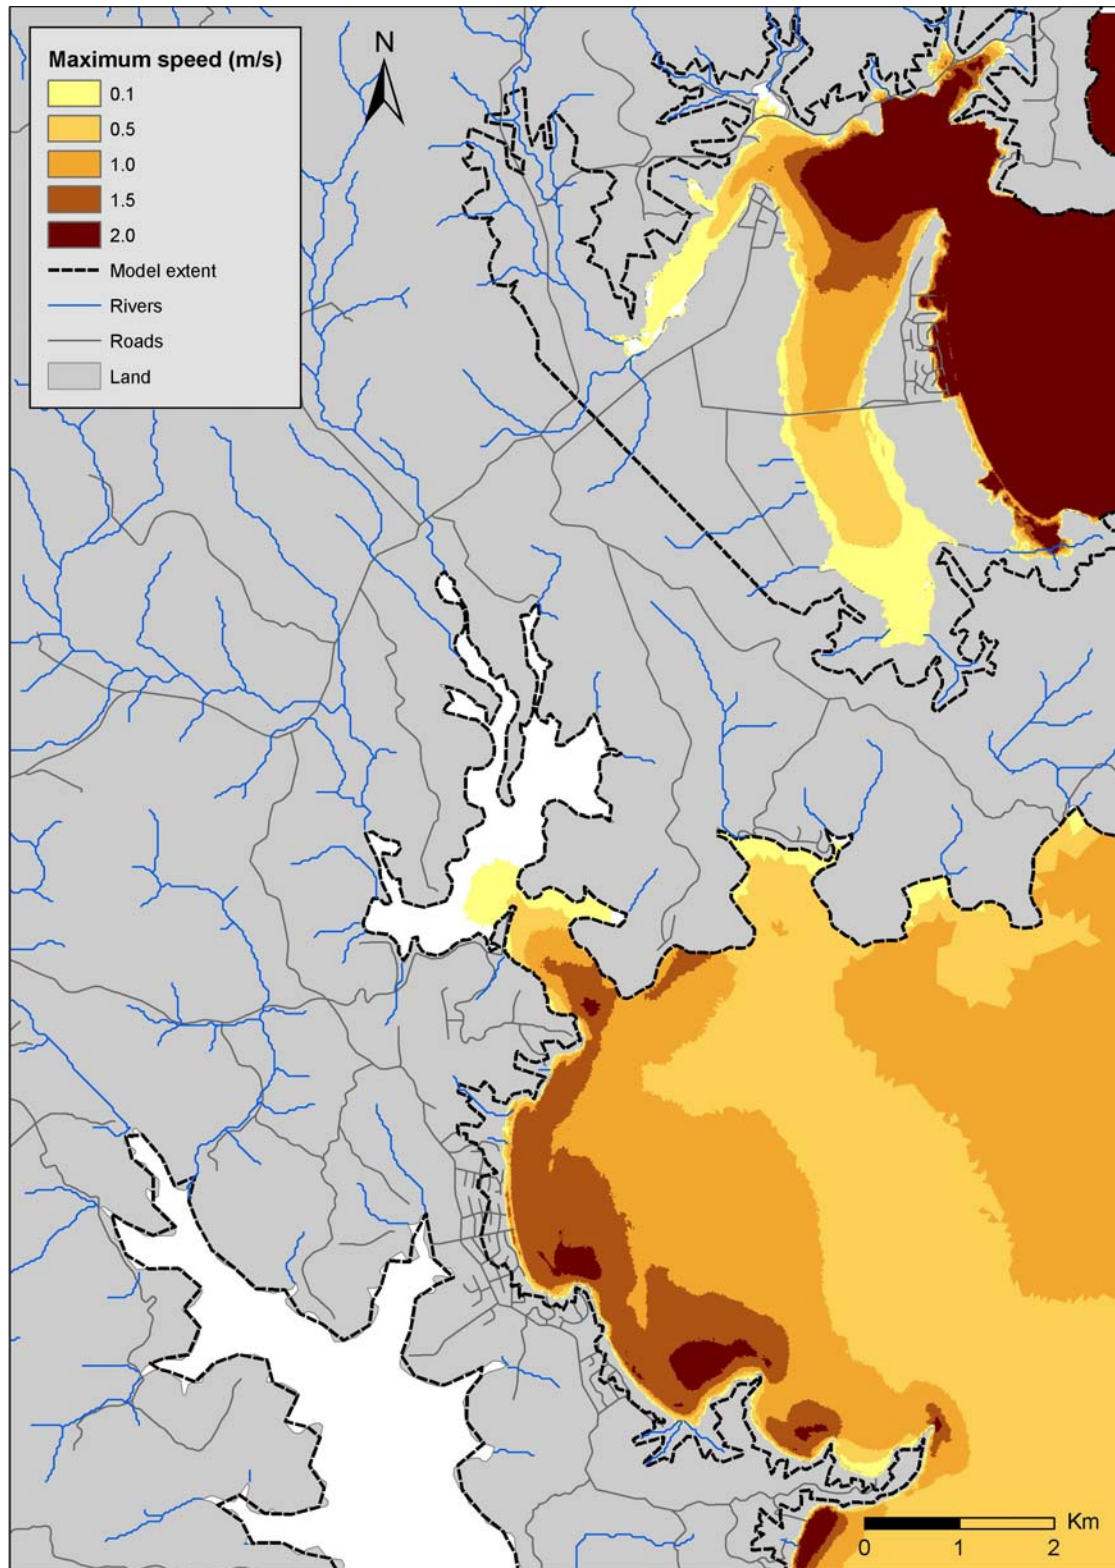 Maximum speed (m/s)
0.1
0.5
1.0
1.5
2.0
Model extent
Rivers
Roads
Land
N
Km
0 1 2